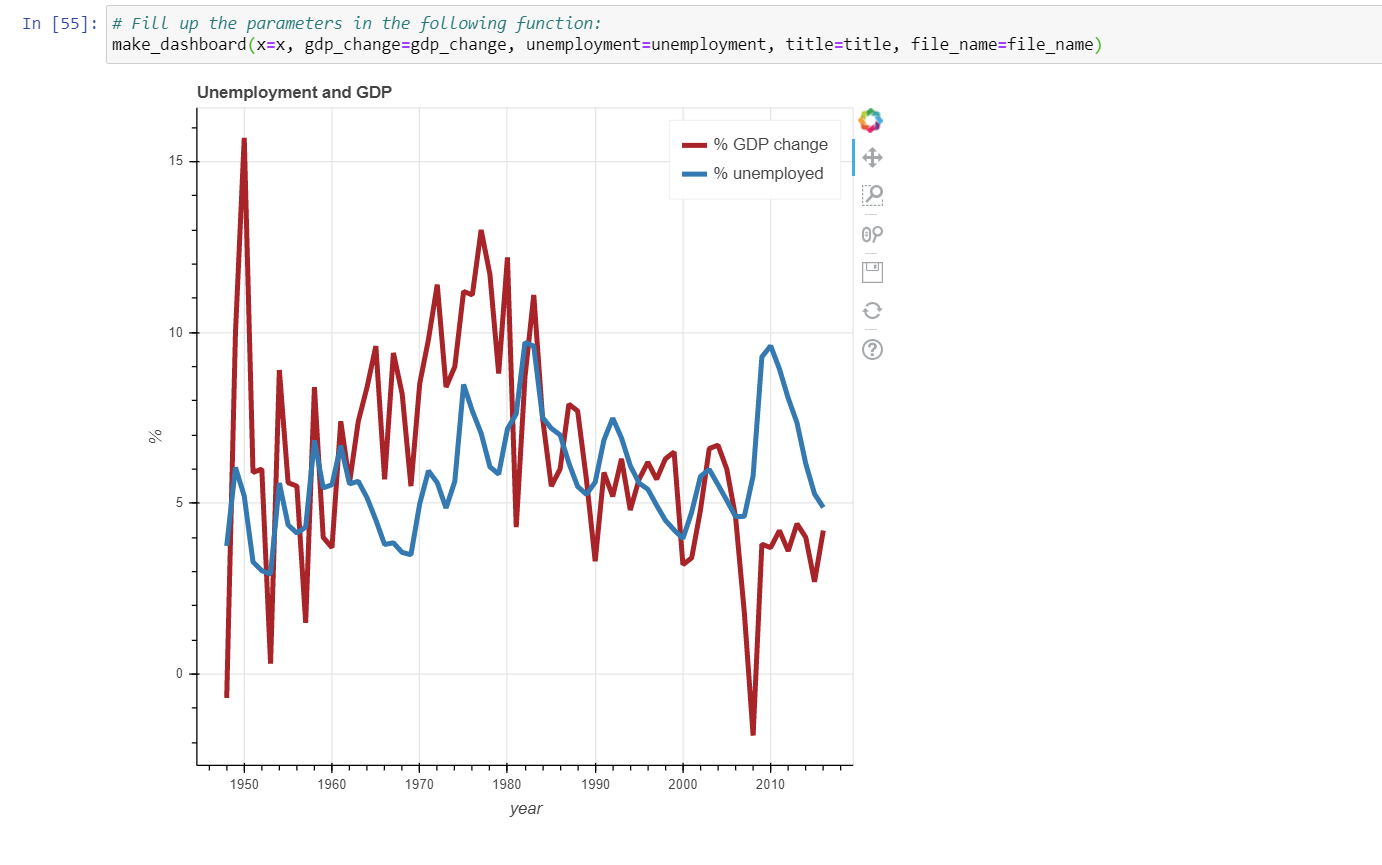 In [55]: # Fill up the parameters in the following function:
make_dashboard(x=x, gdp_change=gdp_change, unemployment=unemployment, title=title, file_name=file_name)
Unemployment and GDP
% GDP change
% unemployed
15
10
5
0
%
1950 1960 1970 1980 1990 2000 2010
year